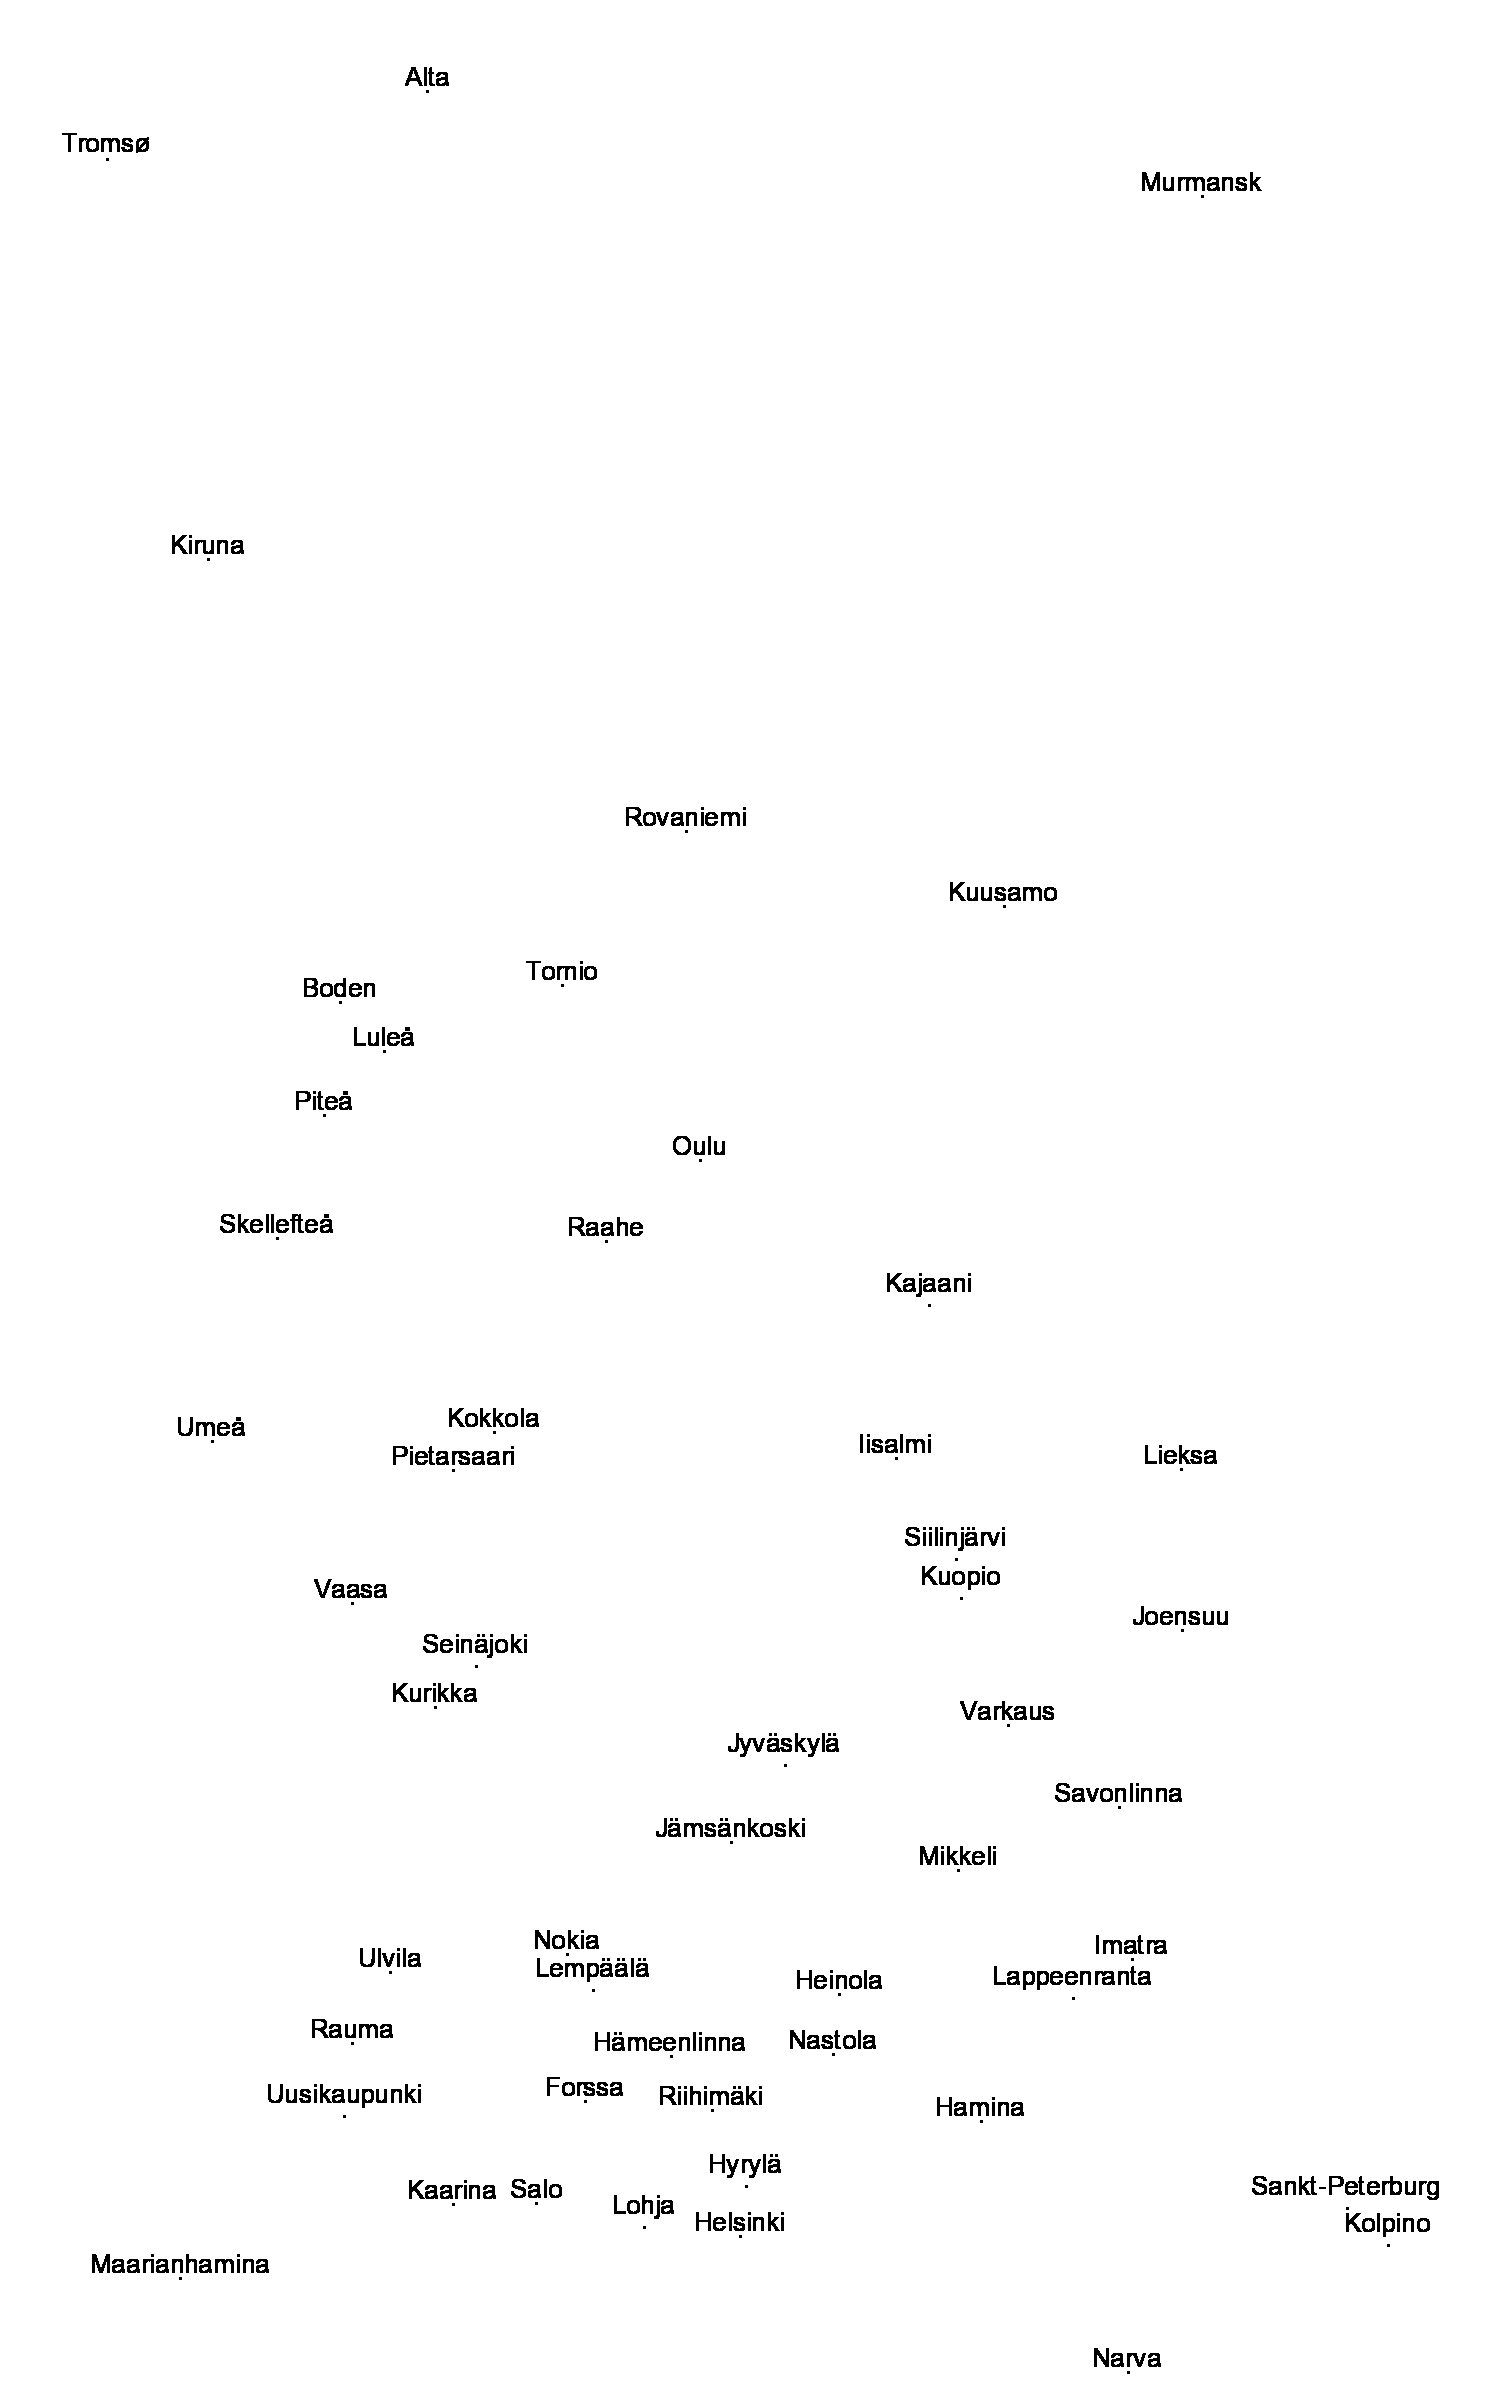 Alta
Tromsø
Murmansk
Kiruna
Rovaniemi
Kuusamo
Tornio
Boden
Luleå
Piteå
Oulu
Skellefteå
Raahe
Kajaani
Kokkola
Umeå
Iisalmi
Pietarsaari
Lieksa
Siilinjärvi
Kuopio
Vaasa
Joensuu
Seinäjoki
Kurikka
Varkaus
Jyväskylä
Savonlinna
Jämsänkoski
Mikkeli
Nokia
Imatra
Ulvila
Lempäälä
Lappeenranta
Heinola
Rauma
Nastola
Hämeenlinna
Forssa
Uusikaupunki
Riihimäki
Hamina
Hyrylä
Sankt-Peterburg
Kaarina
Salo
Lohja
Helsinki
Kolpino
Maarianhamina
Narva